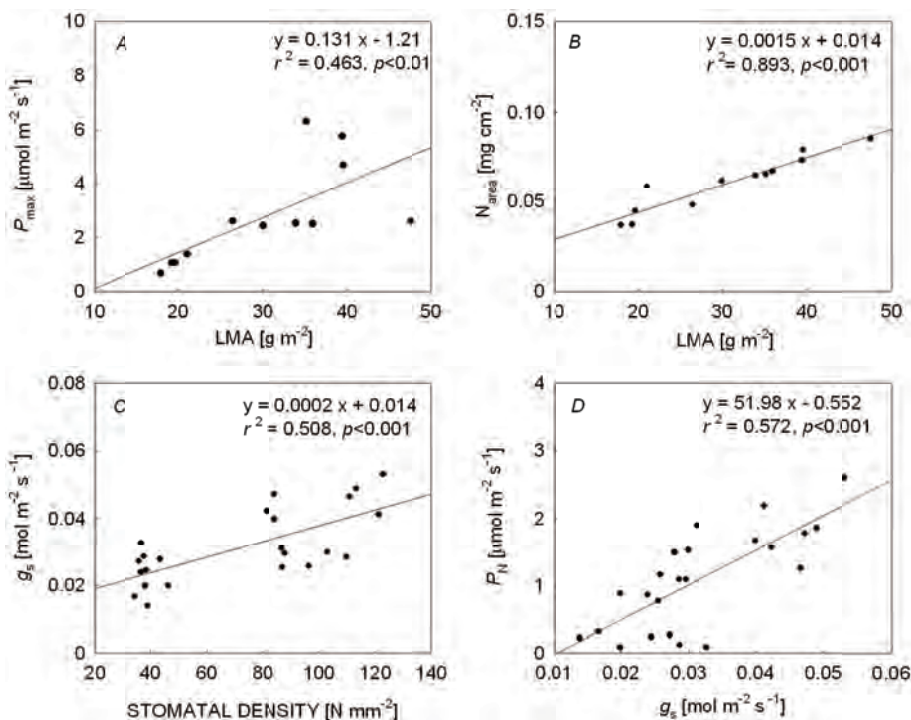 A
y = 0.131 x - 1.21
r² = 0.463, p<0.01
10
8
6
4
2
0
P_max [µmol m⁻² s⁻¹]
10 20 30 40 50
LMA [g m⁻²]
B
y = 0.0015 x + 0.014
r² = 0.893, p<0.001
0.15
0.10
0.05
0
N_area [mg cm⁻²]
10 20 30 40 50
LMA [g m⁻²]
C
y = 0.0002 x + 0.014
r² = 0.508, p<0.001
0.08
0.06
0.04
0.02
0
g_s [mol m⁻² s⁻¹]
20 40 60 80 100 120 140
STOMATAL DENSITY [N mm⁻²]
D
y = 51.98 x - 0.552
r² = 0.572, p<0.001
4
3
2
1
0
P_N [µmol m⁻² s⁻¹]
0.01 0.02 0.03 0.04 0.05 0.06
g_s [mol m⁻² s⁻¹]